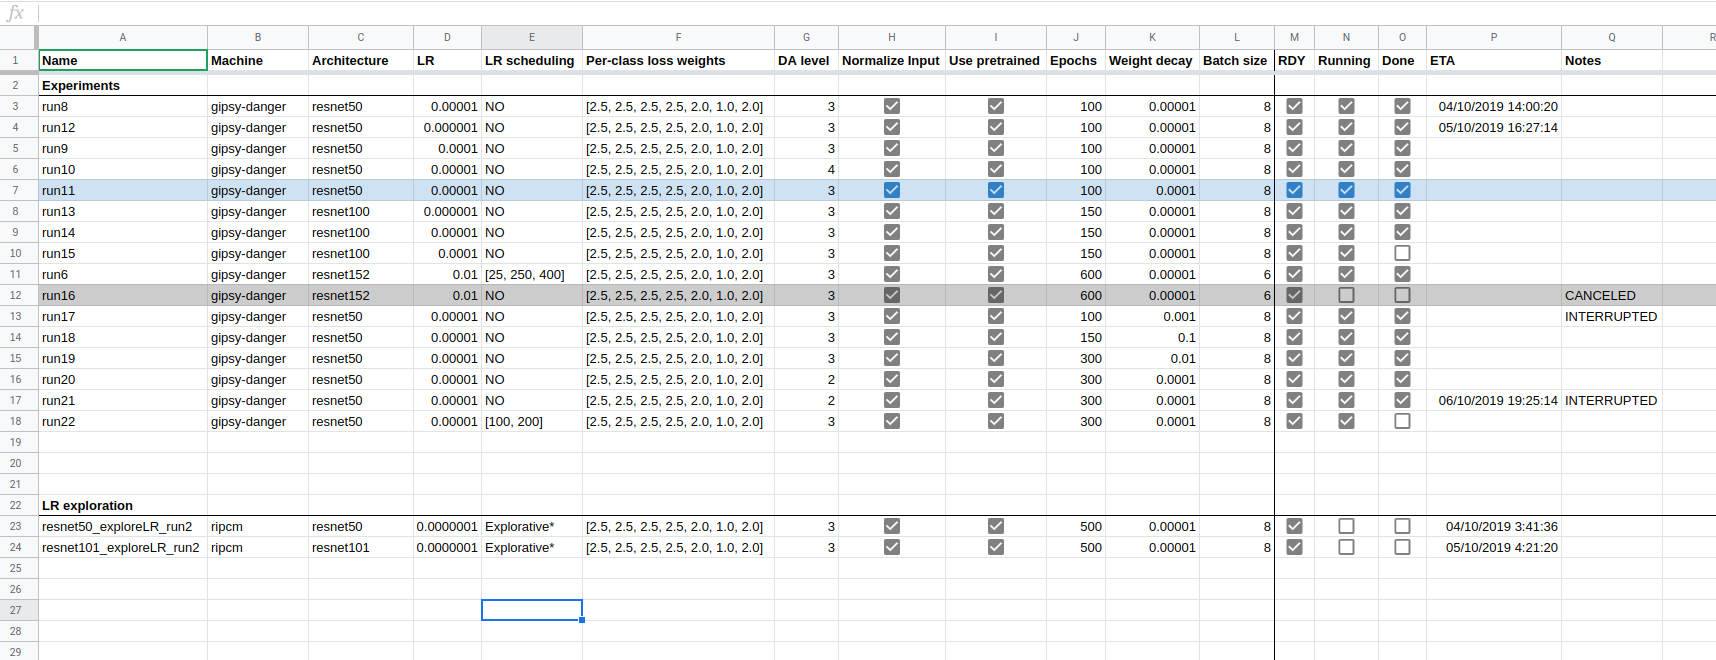 fx
A B C D E F G H I J K L M N O P Q R
1 Name Machine Architecture LR LR scheduling Per-class loss weights DA level Normalize Input Use pretrained Epochs Weight decay Batch size RDY Running Done ETA Notes
2 Experiments
3 run8 gipsy-danger resnet50 0.00001 NO [2.5, 2.5, 2.5, 2.5, 2.0, 1.0, 2.0] 3 100 0.00001 8 04/10/2019 14:00:20
4 run12 gipsy-danger resnet50 0.000001 NO [2.5, 2.5, 2.5, 2.5, 2.0, 1.0, 2.0] 3 100 0.00001 8 05/10/2019 16:27:14
5 run9 gipsy-danger resnet50 0.0001 NO [2.5, 2.5, 2.5, 2.5, 2.0, 1.0, 2.0] 3 100 0.00001 8
6 run10 gipsy-danger resnet50 0.00001 NO [2.5, 2.5, 2.5, 2.5, 2.0, 1.0, 2.0] 4 100 0.00001 8
7 run11 gipsy-danger resnet50 0.00001 NO [2.5, 2.5, 2.5, 2.5, 2.0, 1.0, 2.0] 3 100 0.0001 8
8 run13 gipsy-danger resnet100 0.000001 NO [2.5, 2.5, 2.5, 2.5, 2.0, 1.0, 2.0] 3 150 0.00001 8
9 run14 gipsy-danger resnet100 0.00001 NO [2.5, 2.5, 2.5, 2.5, 2.0, 1.0, 2.0] 3 150 0.00001 8
10 run15 gipsy-danger resnet100 0.0001 NO [2.5, 2.5, 2.5, 2.5, 2.0, 1.0, 2.0] 3 150 0.00001 8
11 run6 gipsy-danger resnet152 0.01 [25, 250, 400] [2.5, 2.5, 2.5, 2.5, 2.0, 1.0, 2.0] 3 600 0.00001 6
12 run16 gipsy-danger resnet152 0.01 NO [2.5, 2.5, 2.5, 2.5, 2.0, 1.0, 2.0] 3 600 0.00001 6 CANCELED
13 run17 gipsy-danger resnet50 0.00001 NO [2.5, 2.5, 2.5, 2.5, 2.0, 1.0, 2.0] 3 100 0.001 8 INTERRUPTED
14 run18 gipsy-danger resnet50 0.00001 NO [2.5, 2.5, 2.5, 2.5, 2.0, 1.0, 2.0] 3 150 0.1 8
15 run19 gipsy-danger resnet50 0.00001 NO [2.5, 2.5, 2.5, 2.5, 2.0, 1.0, 2.0] 3 300 0.01 8
16 run20 gipsy-danger resnet50 0.00001 NO [2.5, 2.5, 2.5, 2.5, 2.0, 1.0, 2.0] 2 300 0.0001 8
17 run21 gipsy-danger resnet50 0.00001 NO [2.5, 2.5, 2.5, 2.5, 2.0, 1.0, 2.0] 2 300 0.0001 8 06/10/2019 19:25:14 INTERRUPTED
18 run22 gipsy-danger resnet50 0.00001 [100, 200] [2.5, 2.5, 2.5, 2.5, 2.0, 1.0, 2.0] 3 300 0.0001 8
19
20
21
22 LR exploration
23 resnet50_exploreLR_run2 ripcm resnet50 0.0000001 Explorative* [2.5, 2.5, 2.5, 2.5, 2.0, 1.0, 2.0] 3 500 0.00001 8 04/10/2019 3:41:36
24 resnet101_exploreLR_run2 ripcm resnet101 0.0000001 Explorative* [2.5, 2.5, 2.5, 2.5, 2.0, 1.0, 2.0] 3 500 0.00001 8 05/10/2019 4:21:20
25
26
27
28
29